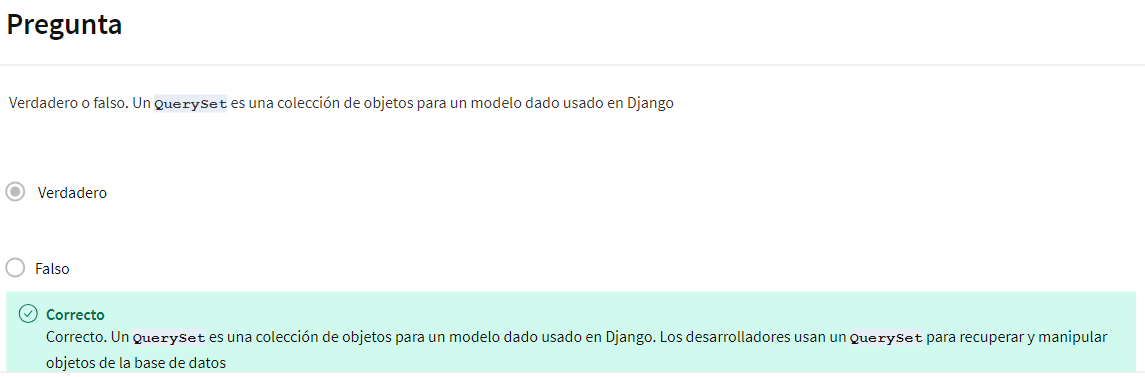 Pregunta
Verdadero o falso. Un QuerySet es una colección de objetos para un modelo dado usado en Django
Verdadero
Falso
Correcto
Correcto. Un QuerySet es una colección de objetos para un modelo dado usado en Django. Los desarrolladores usan un QuerySet para recuperar y manipular
objetos de la base de datos